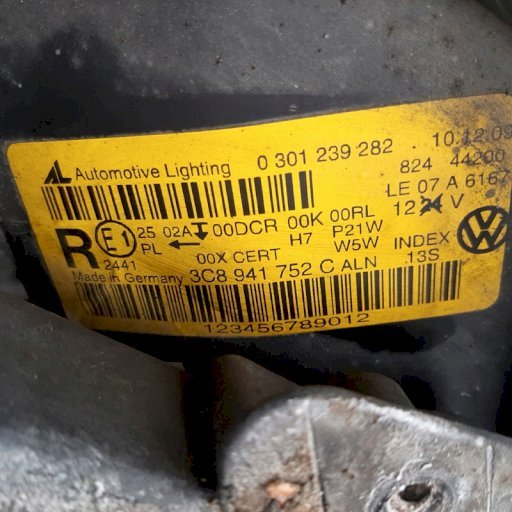 AL Automotive Lighting 0 301 239 282 10.12.09
824 44200
LE 07 A 6167
R E1 25 02A 00DCR 00K 00RL 12 24 V
PL H7 P21W
00X CERT W5W INDEX
2441
Made in Germany 3C8 941 752 C ALN .13S
123456789012